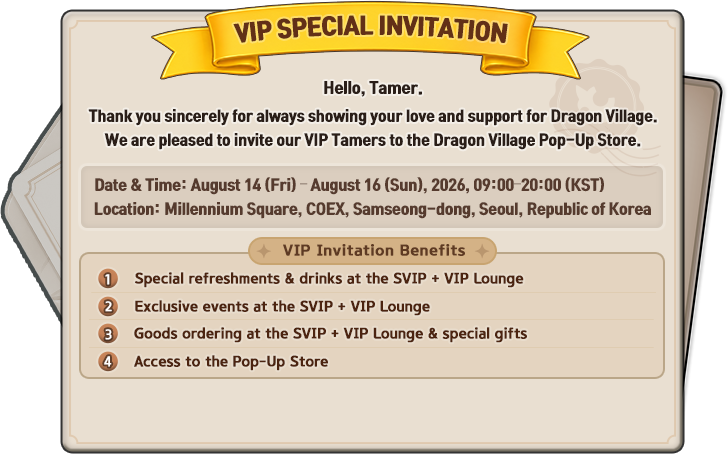 VIP SPECIAL INVITATION
Hello, Tamer.
Thank you sincerely for always showing your love and support for Dragon Village.
We are pleased to invite our VIP Tamers to the Dragon Village Pop-Up Store.
Date & Time: August 14 (Fri) - August 16 (Sun), 2026, 09:00-20:00 (KST)
Location: Millennium Square, COEX, Samseong-dong, Seoul, Republic of Korea
VIP Invitation Benefits
1 Special refreshments & drinks at the SVIP + VIP Lounge
2 Exclusive events at the SVIP + VIP Lounge
3 Goods ordering at the SVIP + VIP Lounge & special gifts
4 Access to the Pop-Up Store